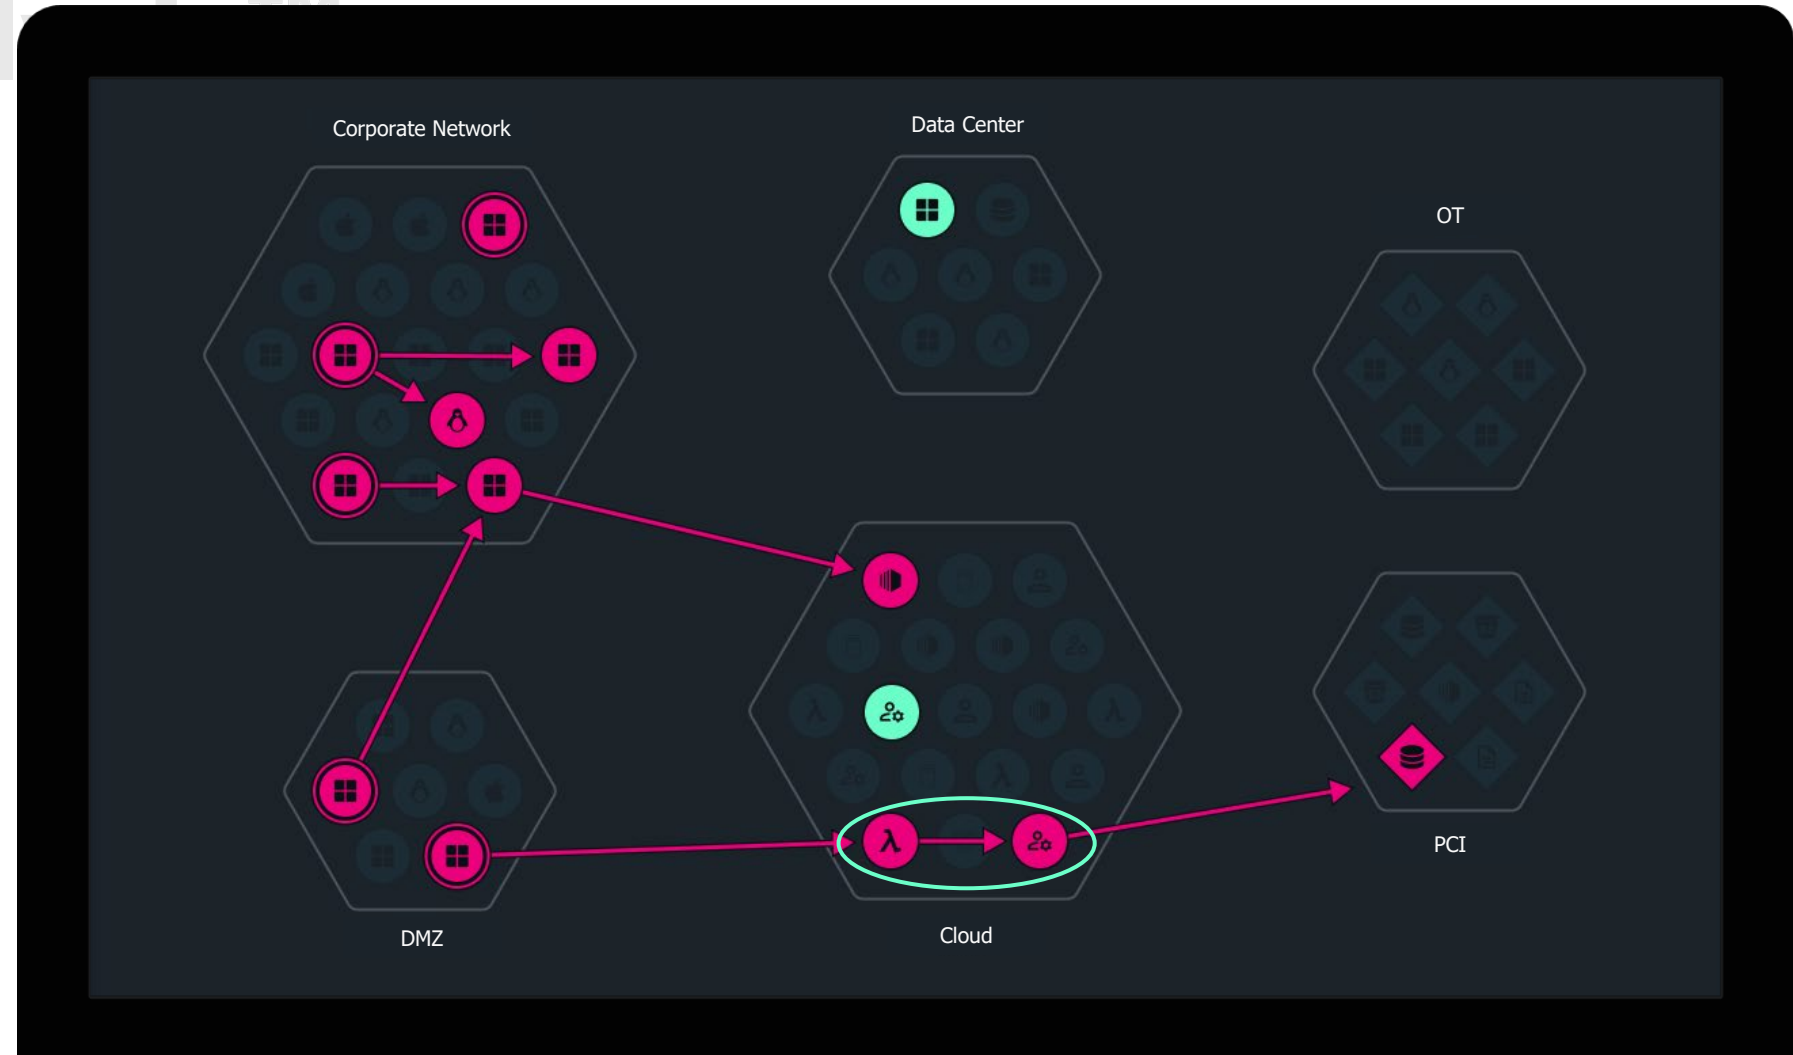 Corporate Network
Data Center
OT
PCI
DMZ
Cloud